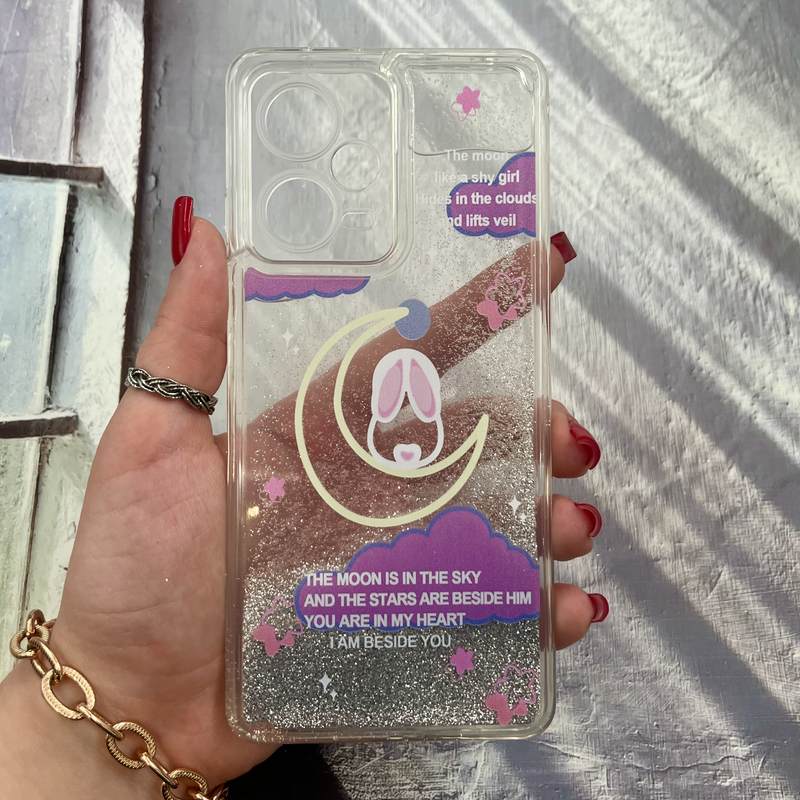 The moon
like a shy girl
Hides in the clouds
and lifts veil
THE MOON IS IN THE SKY
AND THE STARS ARE BESIDE HIM
YOU ARE IN MY HEART
I AM BESIDE YOU